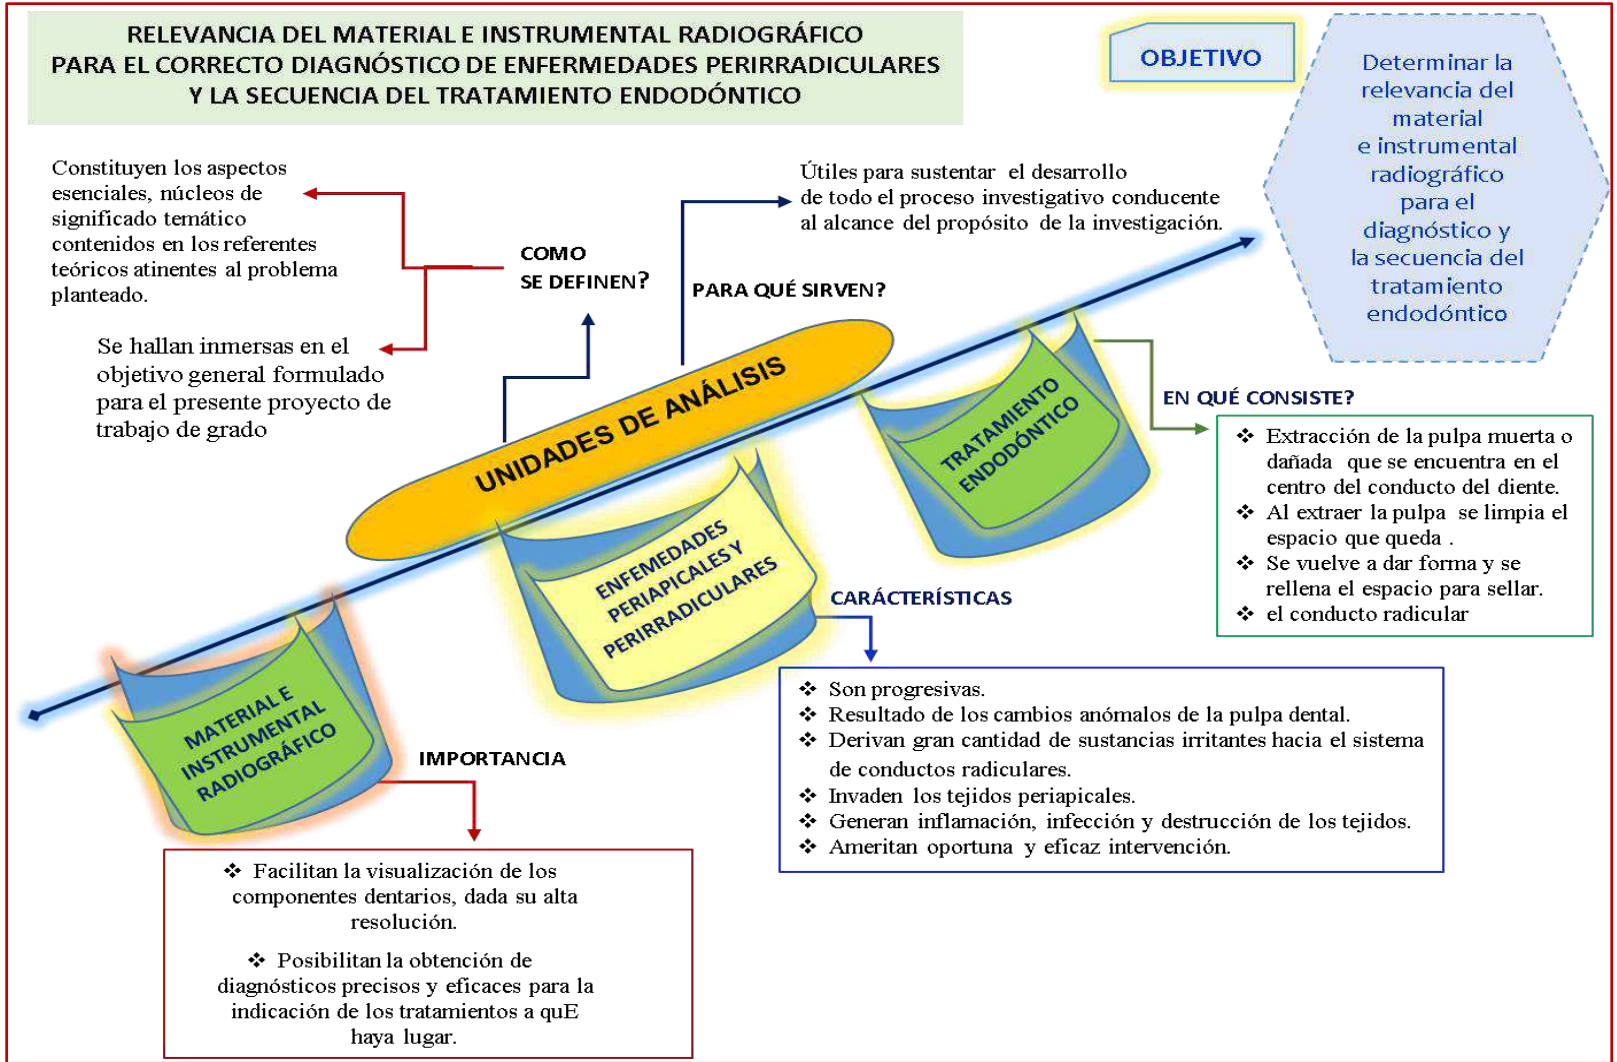 RELEVANCIA DEL MATERIAL E INSTRUMENTAL RADIOGRÁFICO
PARA EL CORRECTO DIAGNÓSTICO DE ENFERMEDADES PERIRRADICULARES
Y LA SECUENCIA DEL TRATAMIENTO ENDODÓNTICO
OBJETIVO
Determinar la
relevancia del
material
e instrumental
radiográfico
para el
diagnóstico y
la secuencia del
tratamiento
endodóntico
Constituyen los aspectos
esenciales, núcleos de
significado temático
contenidos en los referentes
teóricos atinentes al problema
planteado.
Se hallan inmersas en el
objetivo general formulado
para el presente proyecto de
trabajo de grado
COMO
SE DEFINEN?
Útiles para sustentar el desarrollo
de todo el proceso investigativo conducente
al alcance del propósito de la investigación.
PARA QUÉ SIRVEN?
UNIDADES DE ANÁLISIS
TRATAMIENTO
ENDODÓNTICO
EN QUÉ CONSISTE?
❖ Extracción de la pulpa muerta o
dañada que se encuentra en el
centro del conducto del diente.
❖ Al extraer la pulpa se limpia el
espacio que queda .
❖ Se vuelve a dar forma y se
rellena el espacio para sellar.
❖ el conducto radicular
ENFEMEDADES
PERIAPICALES Y
PERIRRADICULARES
CARÁCTERÍSTICAS
❖ Son progresivas.
❖ Resultado de los cambios anómalos de la pulpa dental.
❖ Derivan gran cantidad de sustancias irritantes hacia el sistema
de conductos radiculares.
❖ Invaden los tejidos periapicales.
❖ Generan inflamación, infección y destrucción de los tejidos.
❖ Ameritan oportuna y eficaz intervención.
MATERIAL E
INSTRUMENTAL
RADIOGRÁFICO
IMPORTANCIA
❖ Facilitan la visualización de los
componentes dentarios, dada su alta
resolución.
❖ Posibilitan la obtención de
diagnósticos precisos y eficaces para la
indicación de los tratamientos a quE
haya lugar.